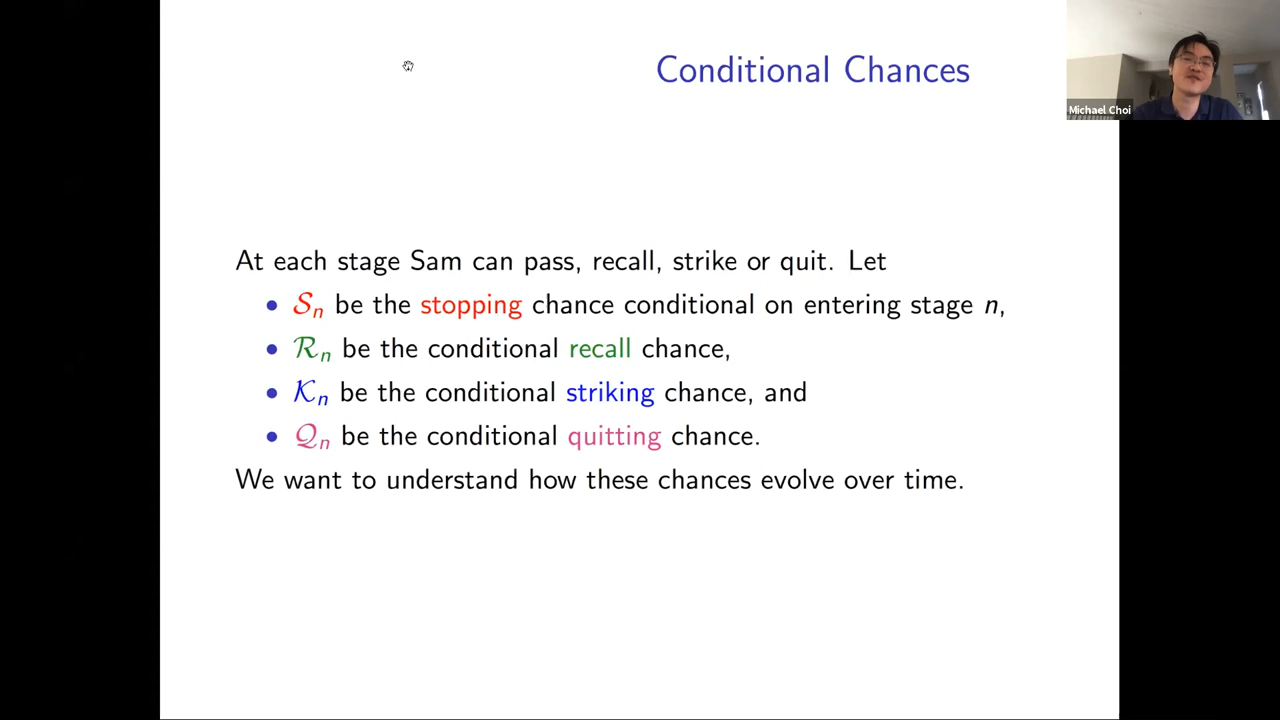 Conditional Chances
Michael Choi
At each stage Sam can pass, recall, strike or quit. Let
• 𝒮ₙ be the stopping chance conditional on entering stage n,
• ℛₙ be the conditional recall chance,
• 𝒦ₙ be the conditional striking chance, and
• 𝒬ₙ be the conditional quitting chance.
We want to understand how these chances evolve over time.